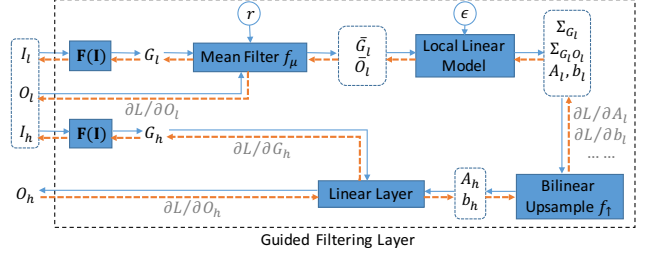 r
ϵ
I_l
F(I)
G_l
Mean Filter f_μ
Ḡ_l
Ō_l
Local Linear
Model
Σ_{G_l}
Σ_{G_l O_l}
A_l, b_l
O_l
∂L/∂O_l
∂L/∂A_l
∂L/∂b_l
... ...
I_h
F(I)
G_h
∂L/∂G_h
O_h
∂L/∂O_h
Linear Layer
A_h
b_h
Bilinear
Upsample f_↑
Guided Filtering Layer